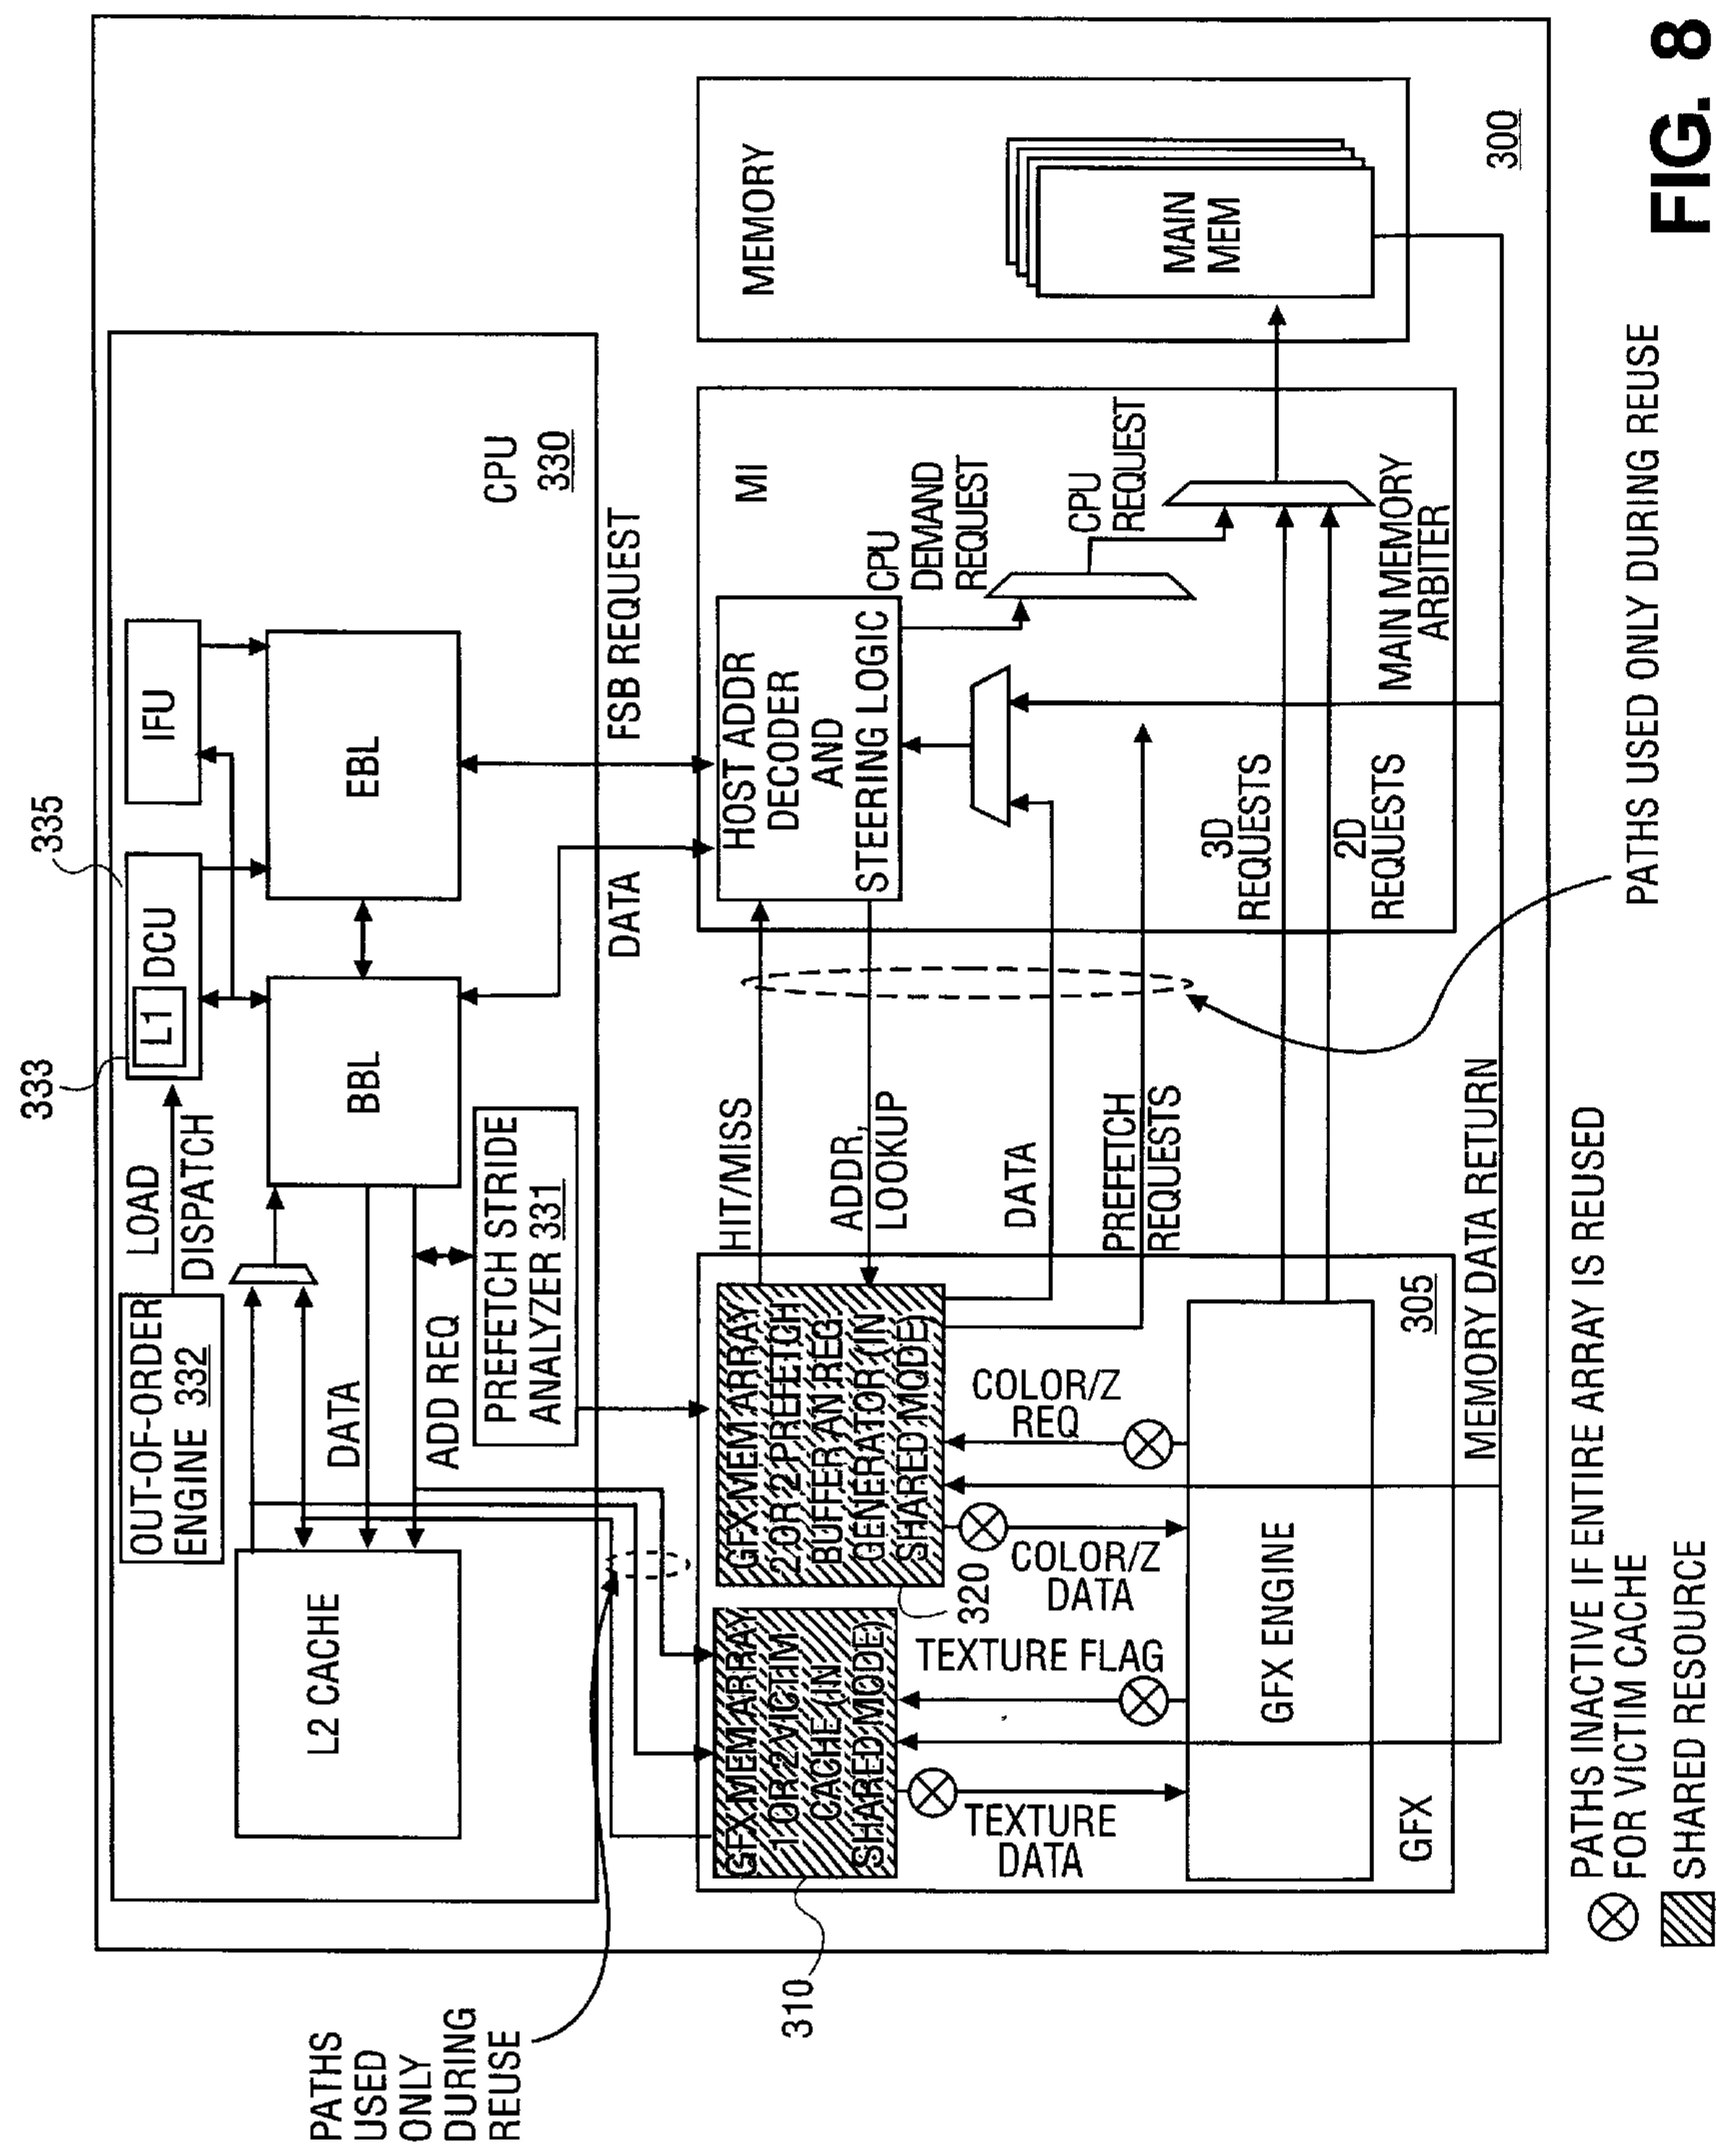 335
333
OUT-OF-ORDER
ENGINE 332
LOAD
DISPATCH
L1
DCU
IFU
L2 CACHE
DATA
ADD REQ
BBL
EBL
PREFETCH STRIDE
ANALYZER 331
CPU
330
PATHS
USED
ONLY
DURING
REUSE
DATA
FSB REQUEST
310
GFX MEM ARRAY
1 OR 2 VICTIM
CACHE (IN
SHARED MODE)
GFX MEM ARRAY
2 OR 2 PREFETCH
BUFFER AN REG
GENERATOR (IN
SHARED MODE)
320
HIT/MISS
ADDR,
LOOKUP
DATA
PREFETCH
REQUESTS
TEXTURE
DATA
TEXTURE FLAG
COLOR/Z
DATA
COLOR/Z
REQ
GFX ENGINE
GFX
305
HOST ADDR
DECODER
AND
STEERING LOGIC
MI
CPU
DEMAND
REQUEST
CPU
REQUEST
3D
REQUESTS
2D
REQUESTS
MAIN MEMORY
ARBITER
MEMORY
MAIN
MEM
MEMORY DATA RETURN
300
PATHS INACTIVE IF ENTIRE ARRAY IS REUSED
FOR VICTIM CACHE
SHARED RESOURCE
PATHS USED ONLY DURING REUSE
FIG. 8